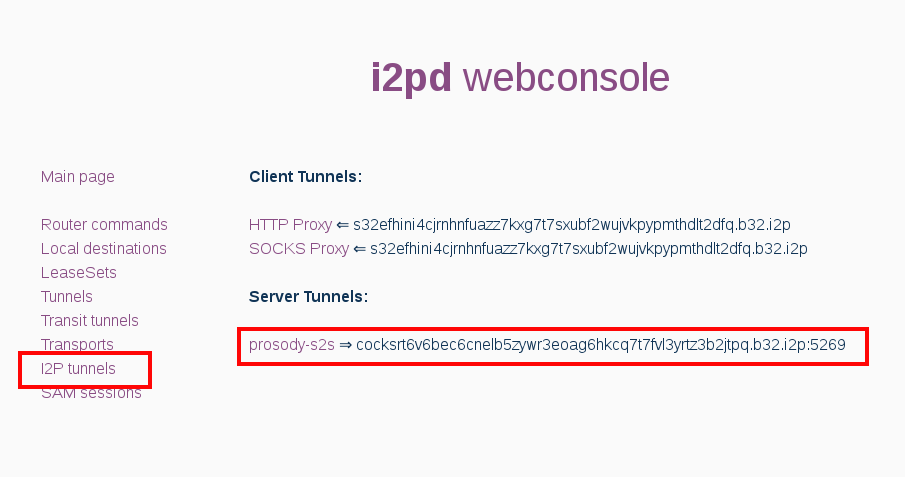 i2pd webconsole
Main page
Router commands
Local destinations
LeaseSets
Tunnels
Transit tunnels
Transports
I2P tunnels
SAM sessions
Client Tunnels:
HTTP Proxy ⇐ s32efhini4cjrnhnfuazz7kxg7t7sxubf2wujvkpypmthdlt2dfq.b32.i2p
SOCKS Proxy ⇐ s32efhini4cjrnhnfuazz7kxg7t7sxubf2wujvkpypmthdlt2dfq.b32.i2p
Server Tunnels:
prosody-s2s ⇒ cocksrt6v6bec6cnelb5zywr3eoag6hkcq7t7fvl3yrtz3b2jtpq.b32.i2p:5269